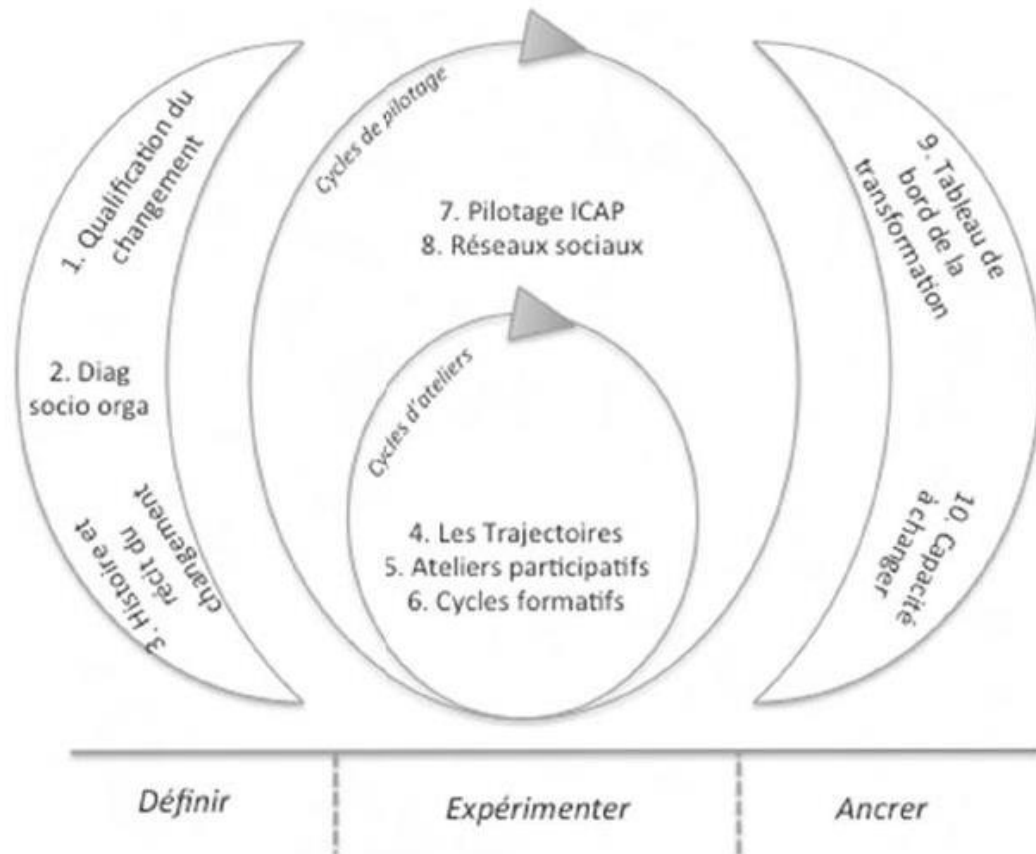 1. Qualification du
changement
2. Diag
socio orga
3. Histoire et
récit du
changement
Cycles de pilotage
7. Pilotage ICAP
8. Réseaux sociaux
Cycles d'ateliers
4. Les Trajectoires
5. Ateliers participatifs
6. Cycles formatifs
9. Tableau de
bord de la
transformation
10. Capacité
à changer
Définir
Expérimenter
Ancrer